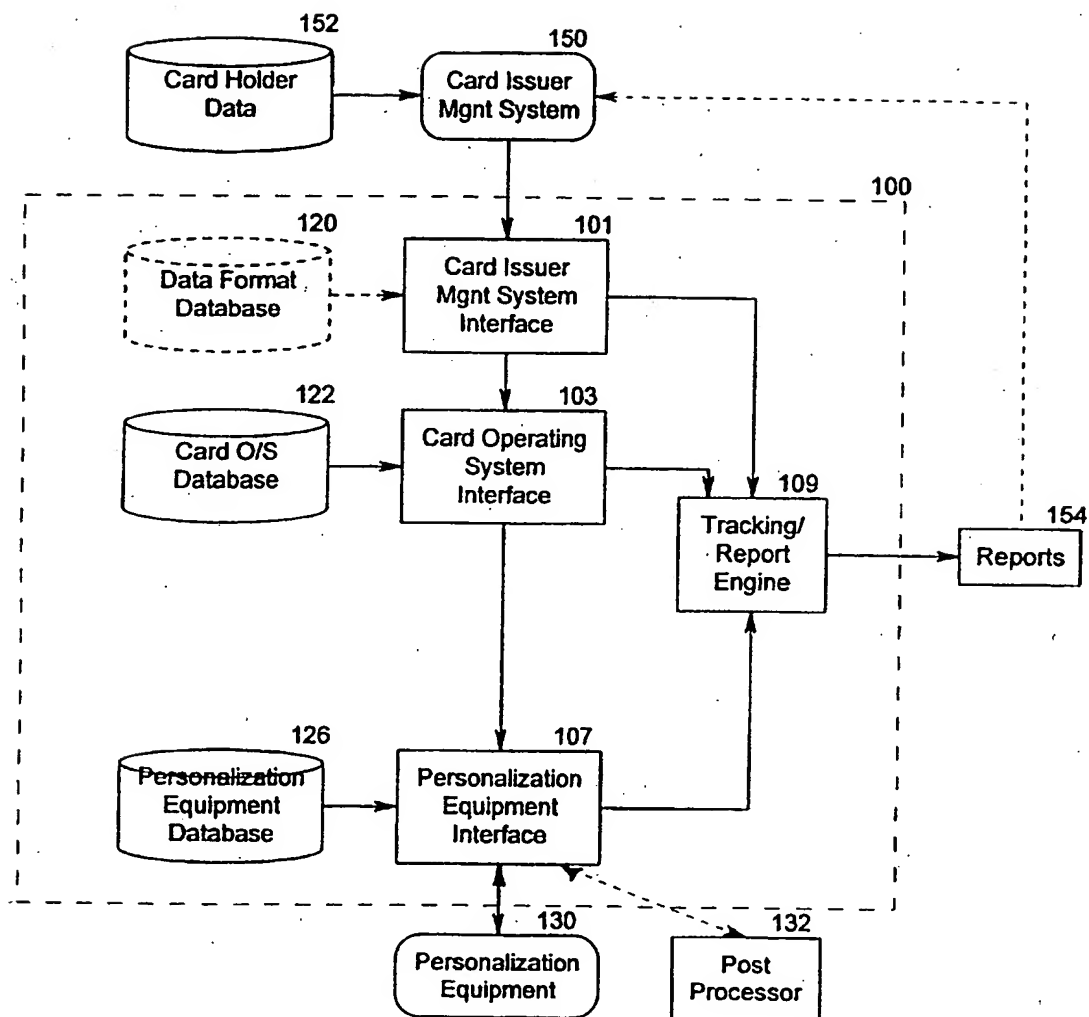 152
Card Holder
Data
150
Card Issuer
Mgnt System
100
120
Data Format
Database
101
Card Issuer
Mgnt System
Interface
122
Card O/S
Database
103
Card Operating
System
Interface
109
Tracking/
Report
Engine
154
Reports
126
Personalization
Equipment
Database
107
Personalization
Equipment
Interface
130
Personalization
Equipment
132
Post
Processor